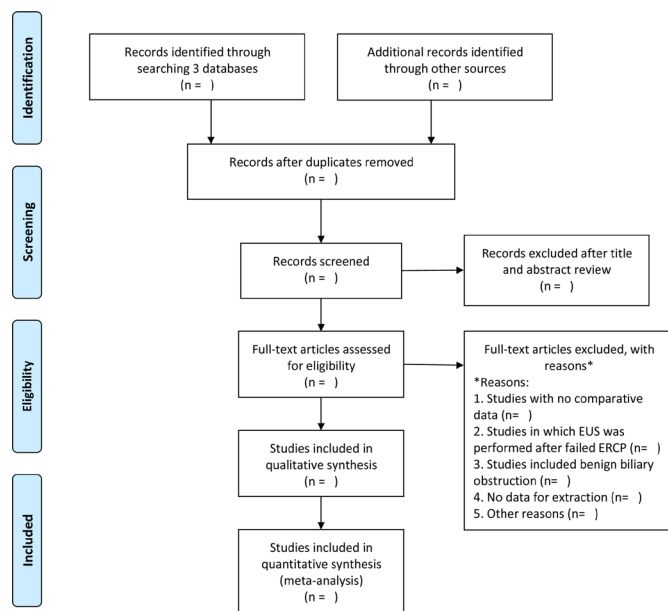 Identification
Records identified through
searching 3 databases
(n =   )
Additional records identified
through other sources
(n =   )
Records after duplicates removed
(n =   )
Screening
Records screened
(n =   )
Records excluded after title
and abstract review
(n =   )
Eligibility
Full-text articles assessed
for eligibility
(n =   )
Full-text articles excluded, with
reasons*
*Reasons:
1. Studies with no comparative
data (n=   )
2. Studies in which EUS was
performed after failed ERCP (n=   )
3. Studies included benign biliary
obstruction (n=   )
4. No data for extraction (n=   )
5. Other reasons (n=   )
Studies included in
qualitative synthesis
(n =   )
Included
Studies included in
quantitative synthesis
(meta-analysis)
(n =   )